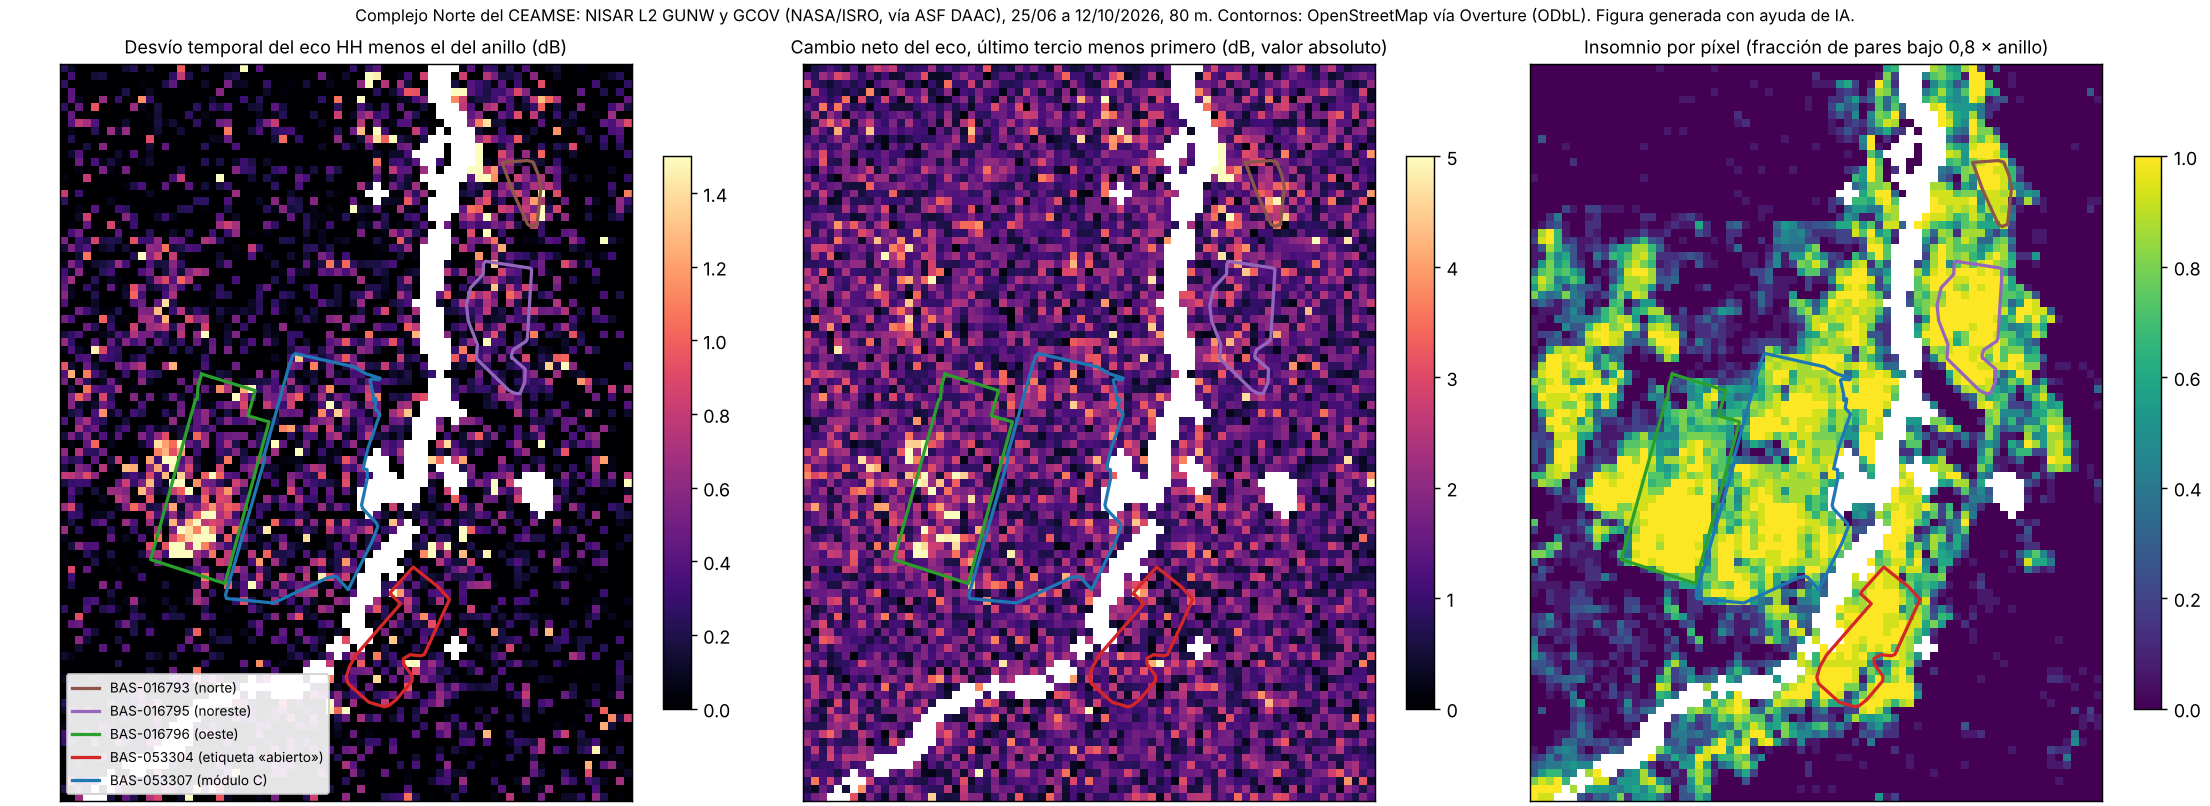 Complejo Norte del CEAMSE: NISAR L2 GUNW y GCOV (NASA/ISRO, vía ASF DAAC), 25/06 a 12/10/2026, 80 m. Contornos: OpenStreetMap vía Overture (ODbL). Figura generada con ayuda de IA.
Desvío temporal del eco HH menos el del anillo (dB)
1.4
1.2
1.0
0.8
0.6
0.4
0.2
0.0
BAS-016793 (norte)
BAS-016795 (noreste)
BAS-016796 (oeste)
BAS-053304 (etiqueta «abierto»)
BAS-053307 (módulo C)
Cambio neto del eco, último tercio menos primero (dB, valor absoluto)
5
4
3
2
1
0
Insomnio por píxel (fracción de pares bajo 0,8 × anillo)
1.0
0.8
0.6
0.4
0.2
0.0